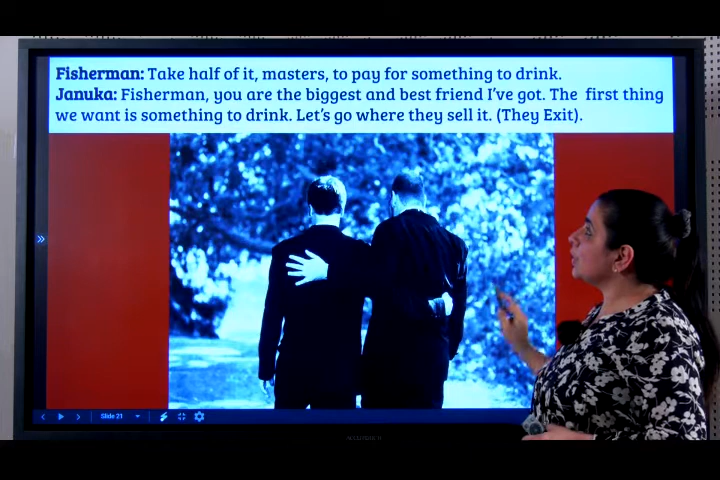 Fisherman: Take half of it, masters, to pay for something to drink.
Januka: Fisherman, you are the biggest and best friend I've got. The first thing
we want is something to drink. Let's go where they sell it. (They Exit).
Slide 21